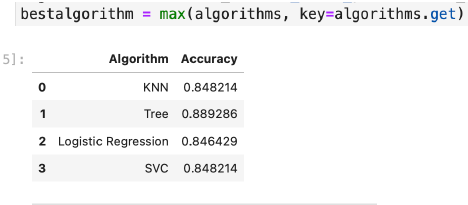 bestalgorithm = max(algorithms, key=algorithms.get)
5]:
Algorithm Accuracy
0 KNN 0.848214
1 Tree 0.889286
2 Logistic Regression 0.846429
3 SVC 0.848214